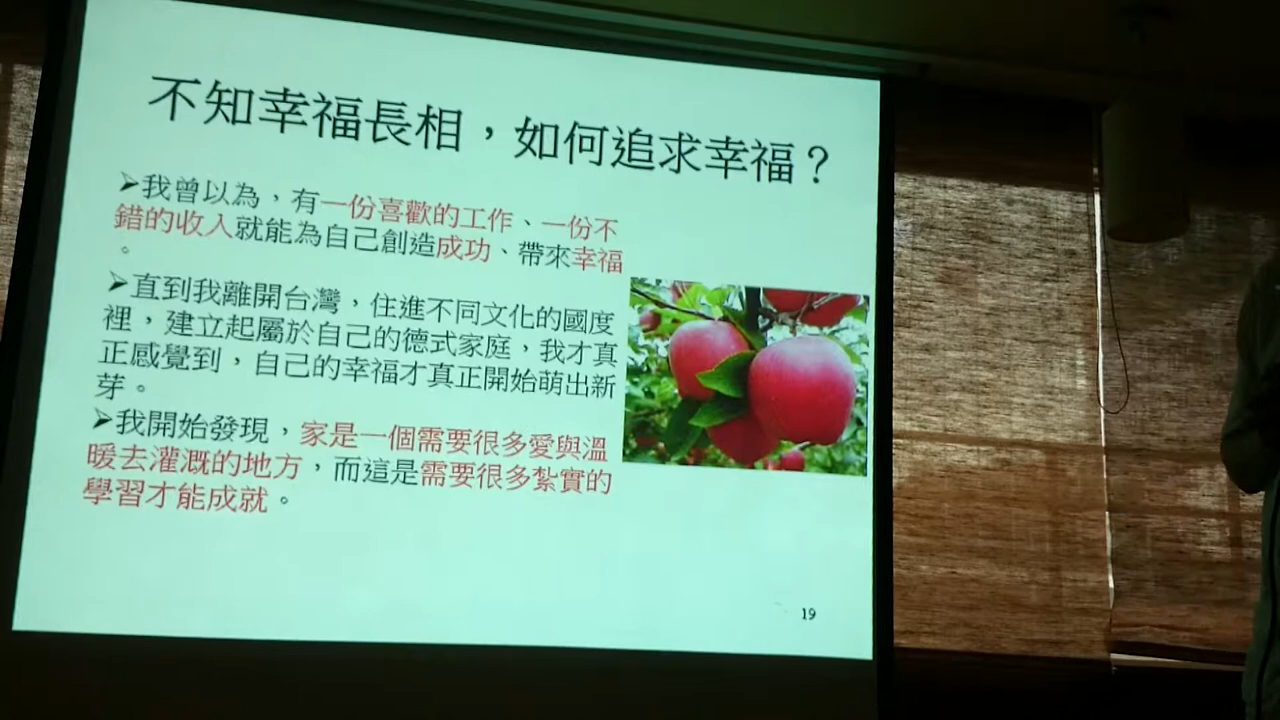 不知幸福長相，如何追求幸福？
➢我曾以為，有一份喜歡的工作、一份不
錯的收入就能為自己創造成功、帶來幸福
。
➢直到我離開台灣，住進不同文化的國度
裡，建立起屬於自己的德式家庭，我才真
正感覺到，自己的幸福才真正開始萌出新
芽。
➢我開始發現，家是一個需要很多愛與溫
暖去灌溉的地方，而這是需要很多紮實的
學習才能成就。
19